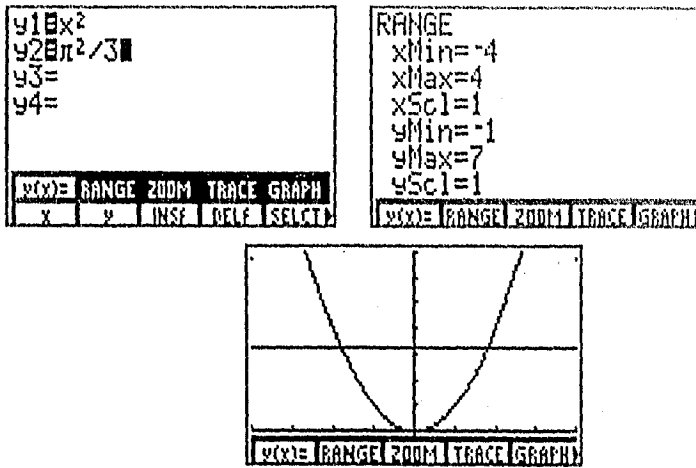 y1=x²
y2=π²/3
y3=
y4=
y(x)= RANGE ZOOM TRACE GRAPH
x y INSf DELf SELCT▶
RANGE
xMin=-4
xMax=4
xScl=1
yMin=-1
yMax=7
yScl=1
y(x)= RANGE ZOOM TRACE GRAPH▶
y(x)= RANGE ZOOM TRACE GRAPH▶